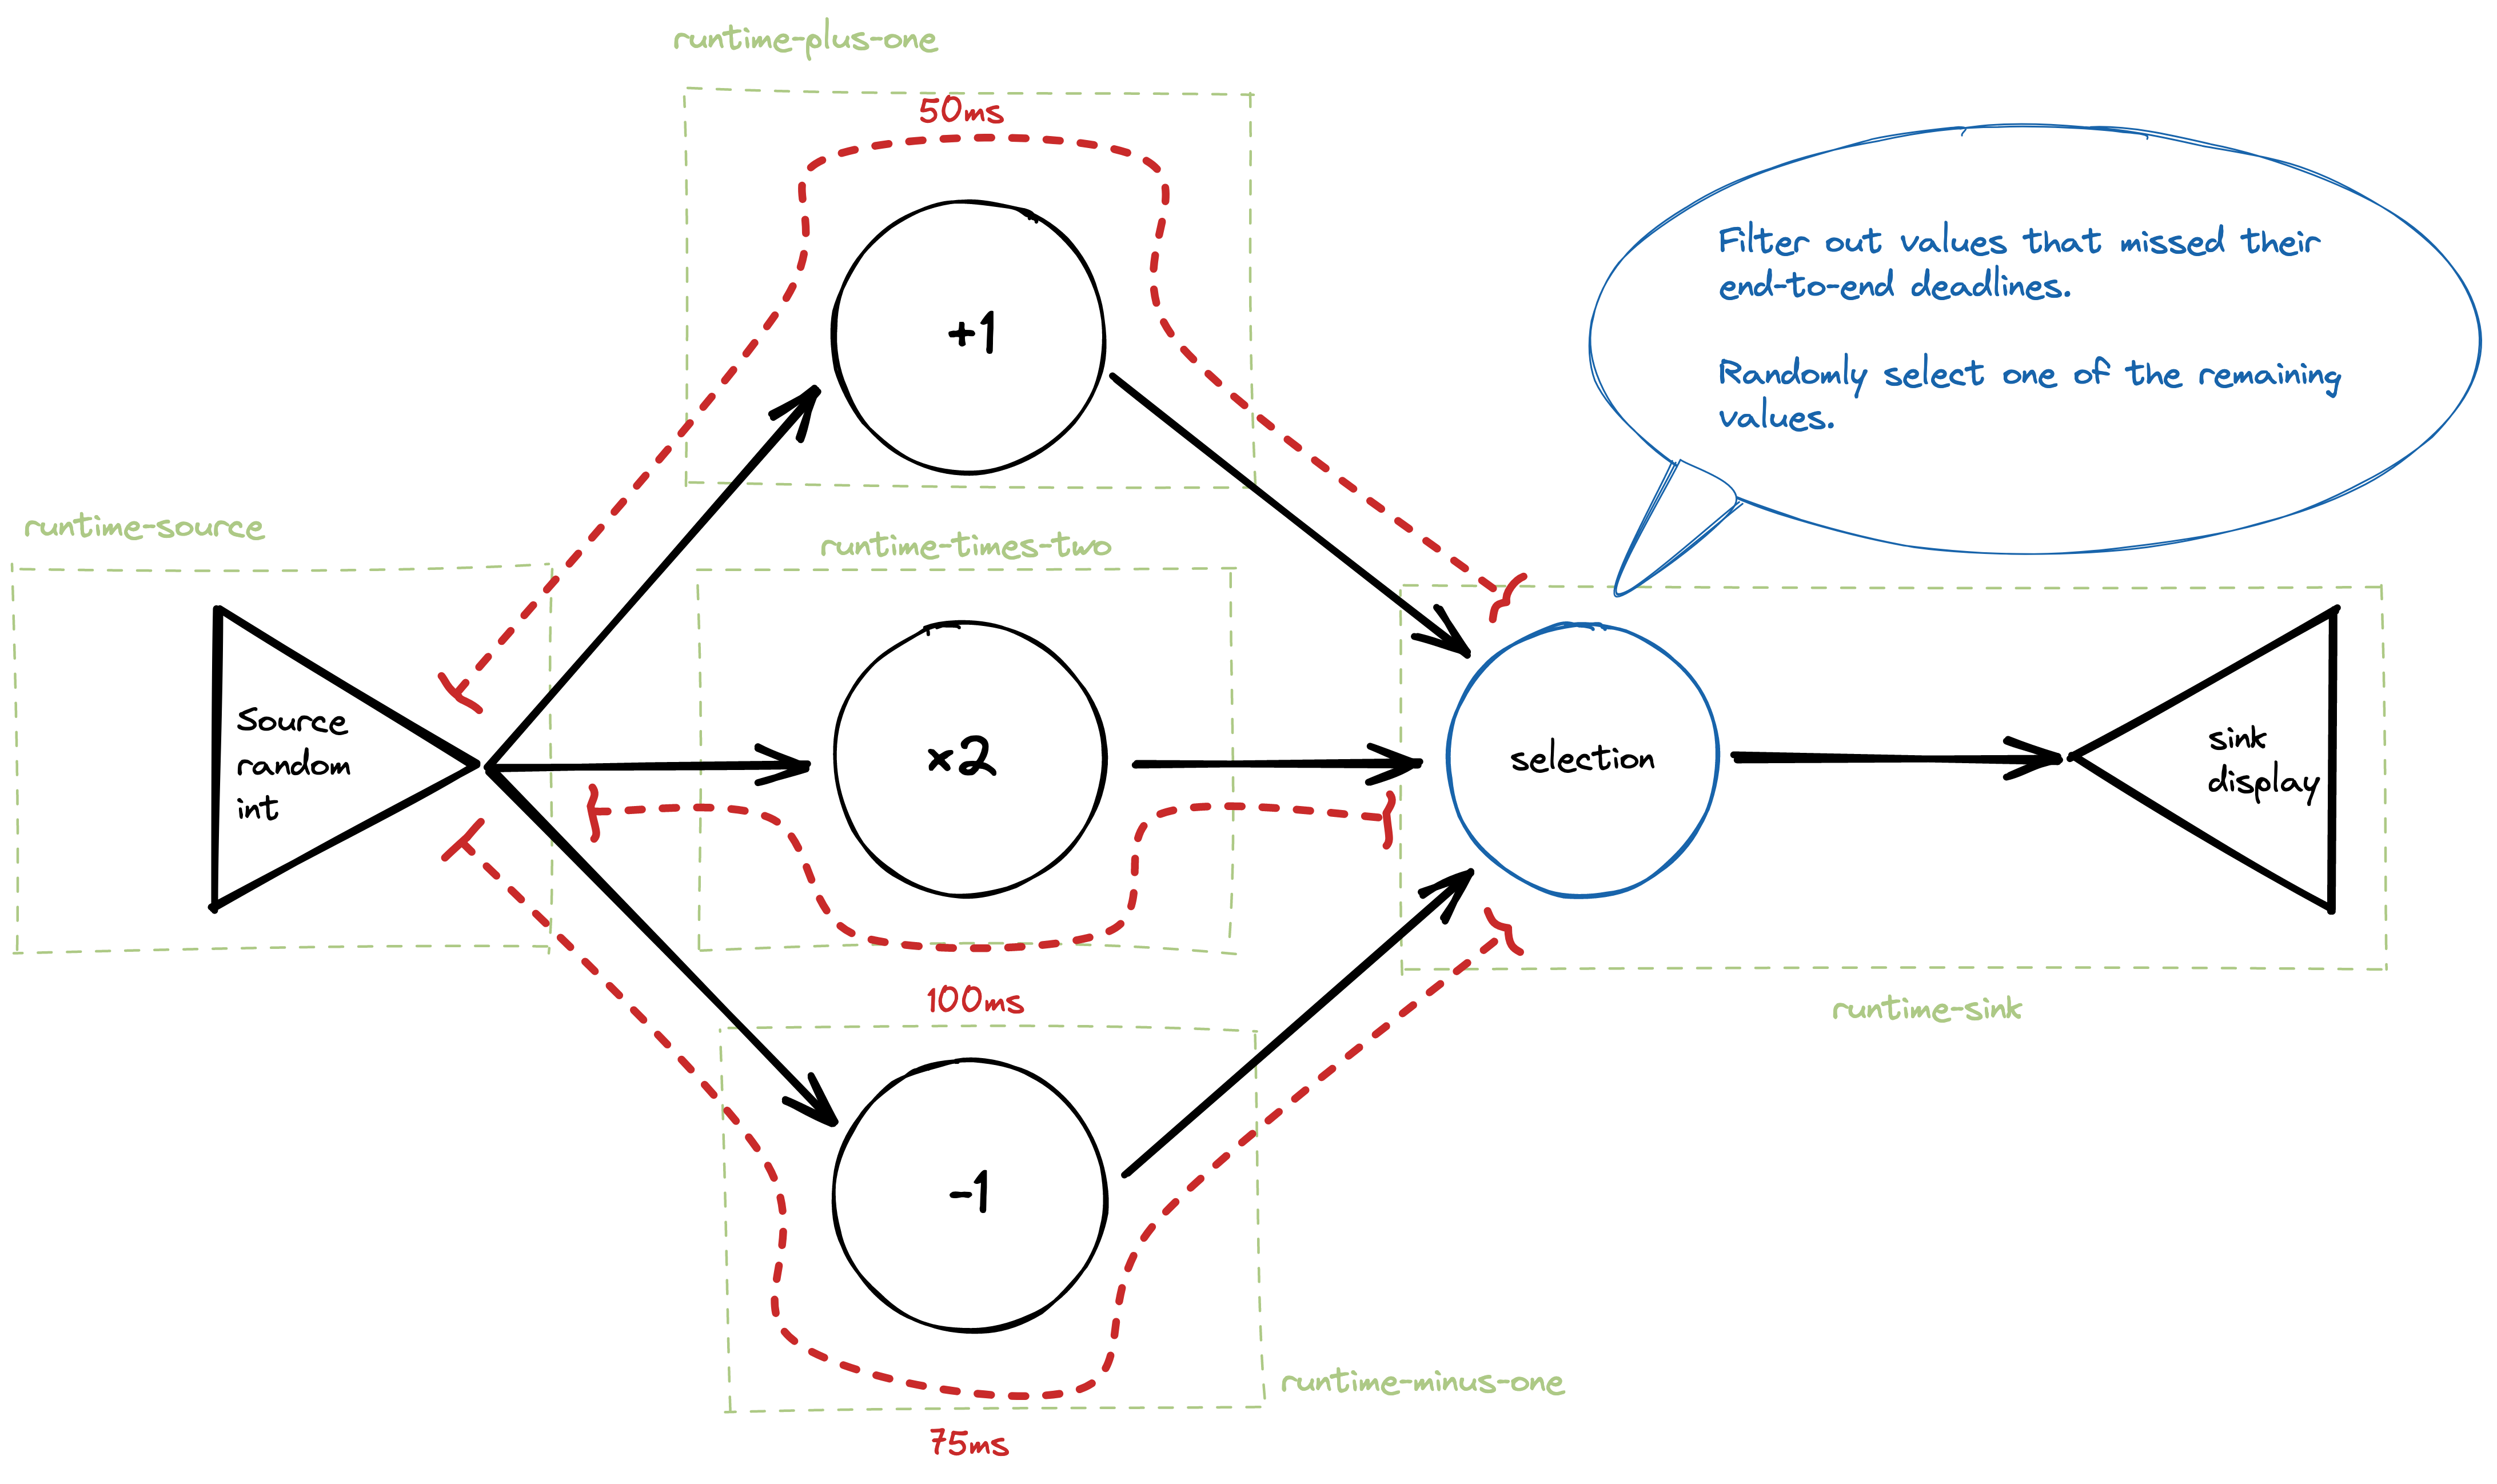 runtime-plus-one
50ms
+1
Filter out values that missed their
end-to-end deadlines.
Randomly select one of the remaining
values.
runtime-source
runtime-times-two
Source
random
int
x2
selection
sink
display
100ms
runtime-sink
-1
runtime-minus-one
75ms